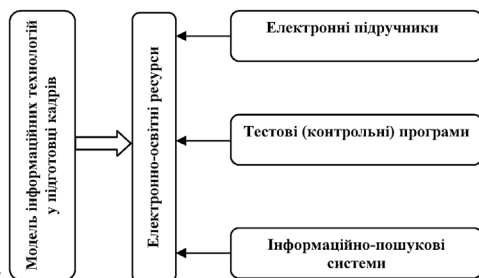 Модель інформаційних технологій
у підготовці кадрів
Електронно-освітні ресурси
Електронні підручники
Тестові (контрольні) програми
Інформаційно-пошукові
системи